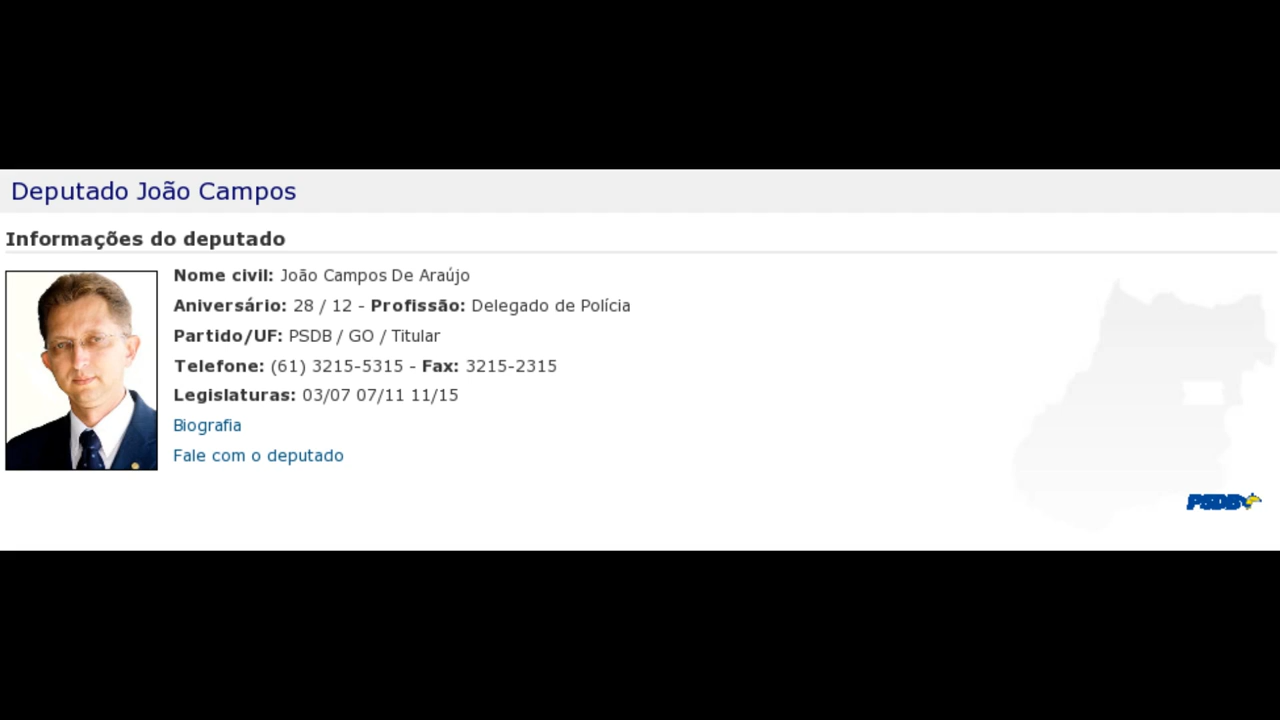 Deputado João Campos
Informações do deputado
Nome civil: João Campos De Araújo
Aniversário: 28 / 12 - Profissão: Delegado de Polícia
Partido/UF: PSDB / GO / Titular
Telefone: (61) 3215-5315 - Fax: 3215-2315
Legislaturas: 03/07 07/11 11/15
Biografia
Fale com o deputado
PSDB